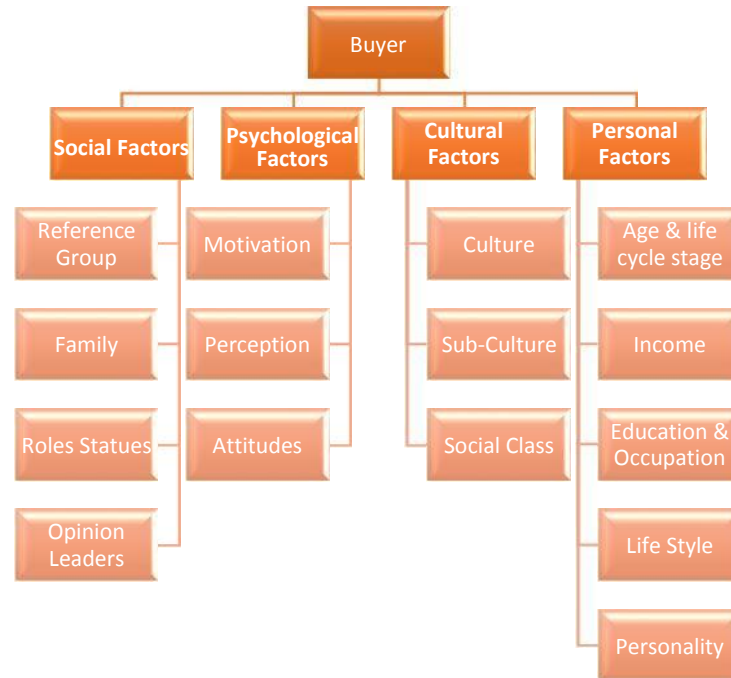 Buyer
Social Factors
Psychological
Factors
Cultural
Factors
Personal
Factors
Reference
Group
Family
Roles Statues
Opinion
Leaders
Motivation
Perception
Attitudes
Culture
Sub-Culture
Social Class
Age & life
cycle stage
Income
Education &
Occupation
Life Style
Personality